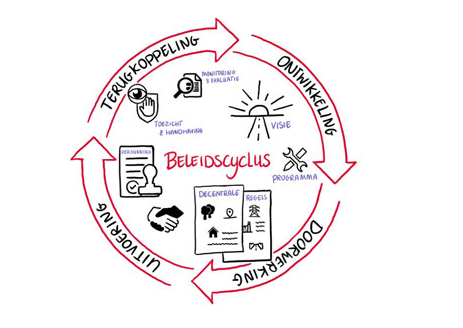 TERUGKOPPELING
ONTWIKKELING
MONITORING
& EVALUATIE
TOEZICHT
& HANDHAVING
VISIE
BELEIDSCYCLUS
VERGUNNING
PROGRAMMA
DECENTRALE
REGELS
UITVOERING
DOORWERKING